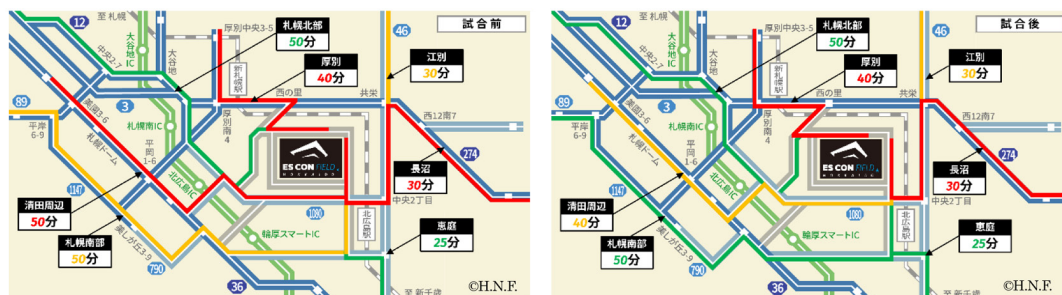 試合前
12
至 札幌
大谷地IC
大谷地
札幌北部
50分
厚別中央3-5
新札幌駅
46
江別
30分
厚別
40分
中央2-7
西の里
共栄
3
89
平岸
6-9
美園3-6
札幌ドーム
平岡
1-6
札幌南IC
厚別南4
西12南7
274
ES CON FIELD
HOKKAIDO
長沼
30分
中央2丁目
1147
北広島IC
清田周辺
50分
1080
北広島駅
恵庭
25分
札幌南部
50分
美しが丘3-9
輪厚スマートIC
790
36
至 新千歳
©H.N.F.
試合後
12
至 札幌
大谷地IC
大谷地
札幌北部
50分
厚別中央3-5
新札幌駅
46
江別
30分
厚別
40分
中央2-7
西の里
共栄
3
89
平岸
6-9
美園3-6
札幌ドーム
平岡
1-6
札幌南IC
厚別南4
西12南7
274
ES CON FIELD
HOKKAIDO
長沼
30分
中央2丁目
1147
北広島IC
清田周辺
40分
1080
北広島駅
恵庭
25分
札幌南部
50分
美しが丘3-9
輪厚スマートIC
790
36
至 新千歳
©H.N.F.